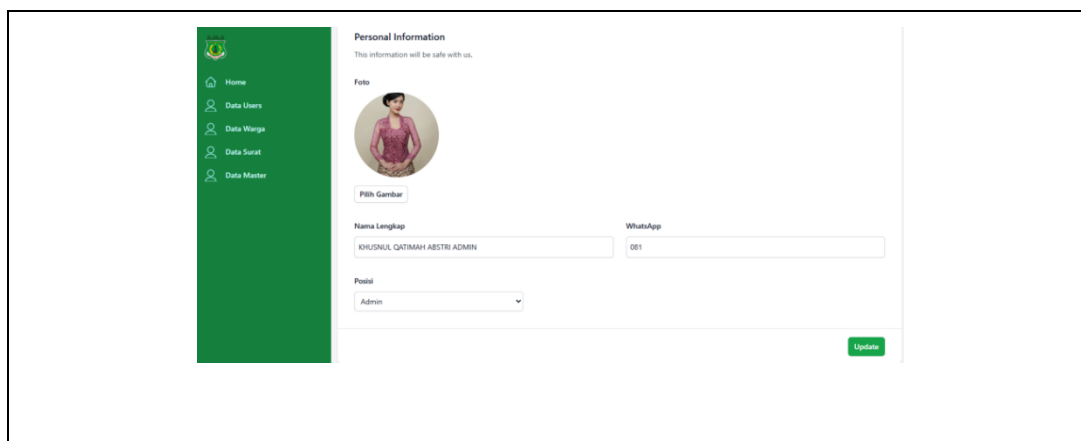 Personal Information
This information will be safe with us.
Home
Data Users
Data Warga
Data Surat
Data Master
Foto
Pilih Gambar
Nama Lengkap
KHUSNUL QATIMAH ABSTRI ADMIN
WhatsApp
081
Posisi
Admin
Update